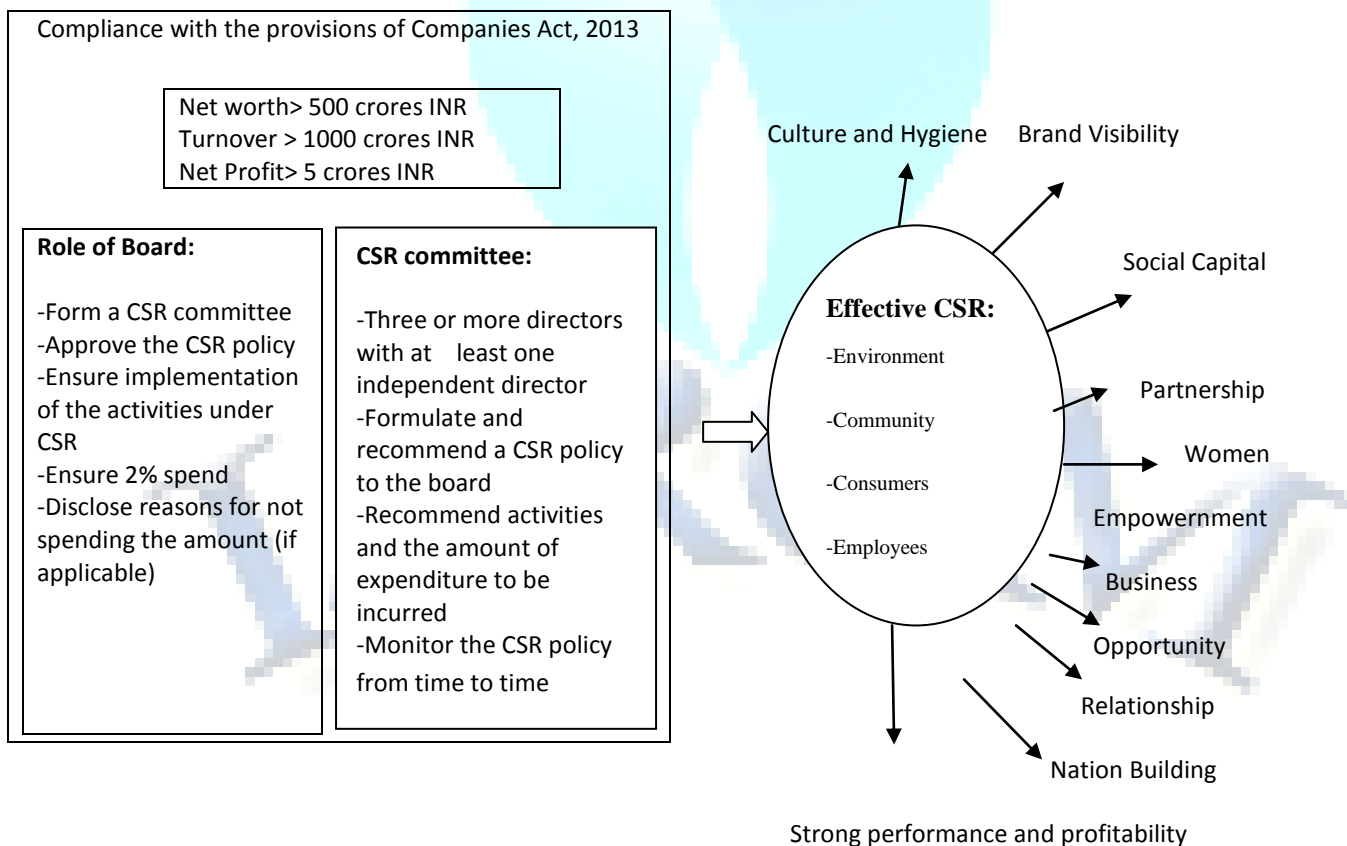 Compliance with the provisions of Companies Act, 2013
Net worth> 500 crores INR
Turnover > 1000 crores INR
Net Profit> 5 crores INR
Role of Board:
-Form a CSR committee
-Approve the CSR policy
-Ensure implementation
of the activities under
CSR
-Ensure 2% spend
-Disclose reasons for not
spending the amount (if
applicable)
CSR committee:
-Three or more directors
with at least one
independent director
-Formulate and
recommend a CSR policy
to the board
-Recommend activities
and the amount of
expenditure to be
incurred
-Monitor the CSR policy
from time to time
Effective CSR:
-Environment
-Community
-Consumers
-Employees
Culture and Hygiene
Brand Visibility
Social Capital
Partnership
Women
Empowernment
Business
Opportunity
Relationship
Nation Building
Strong performance and profitability